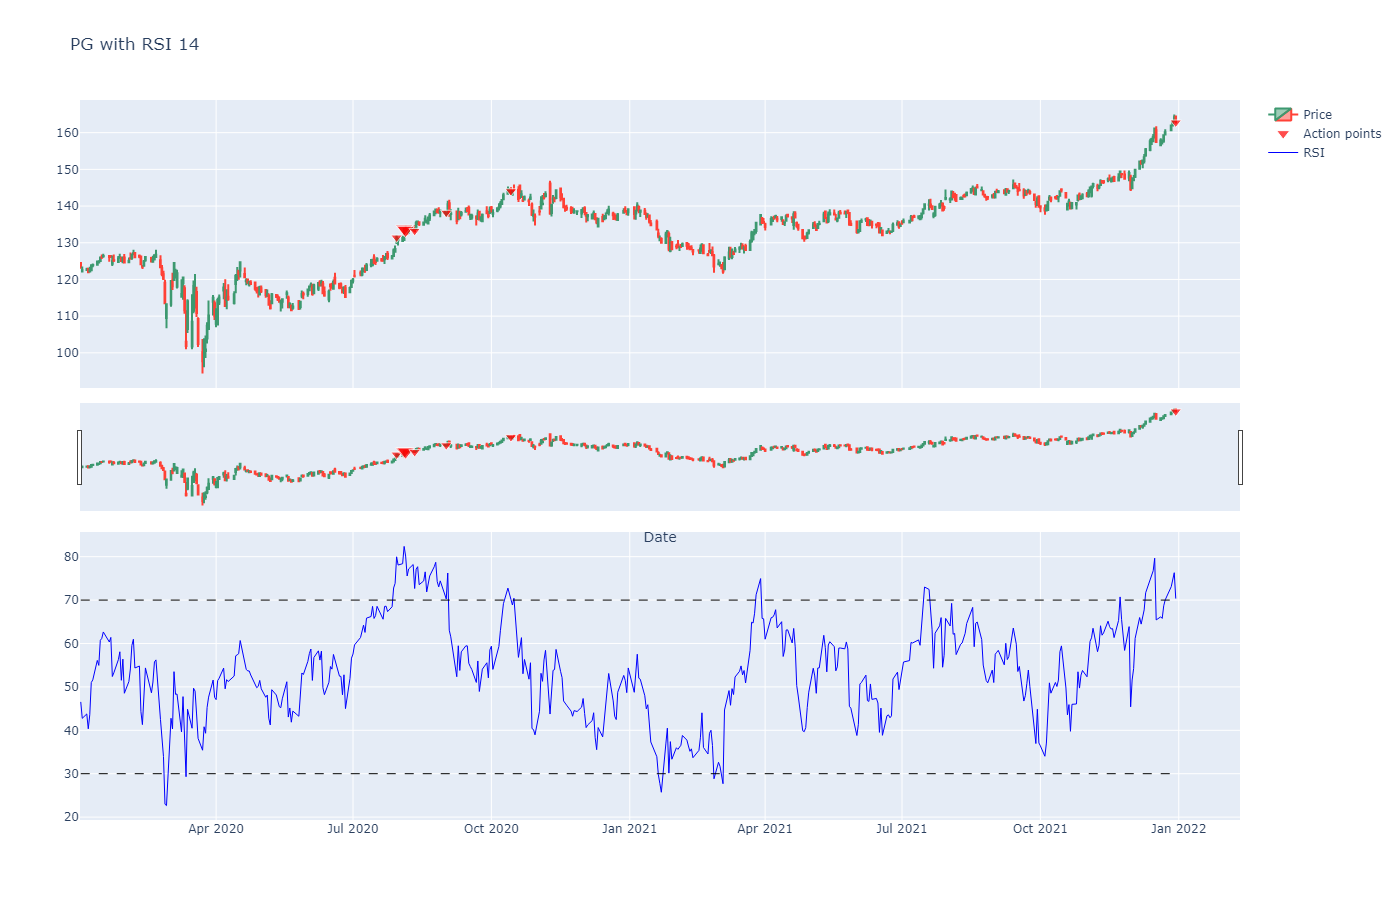 PG with RSI 14
160
150
140
130
120
110
100
Price
Action points
RSI
Date
80
70
60
50
40
30
20
Apr 2020
Jul 2020
Oct 2020
Jan 2021
Apr 2021
Jul 2021
Oct 2021
Jan 2022